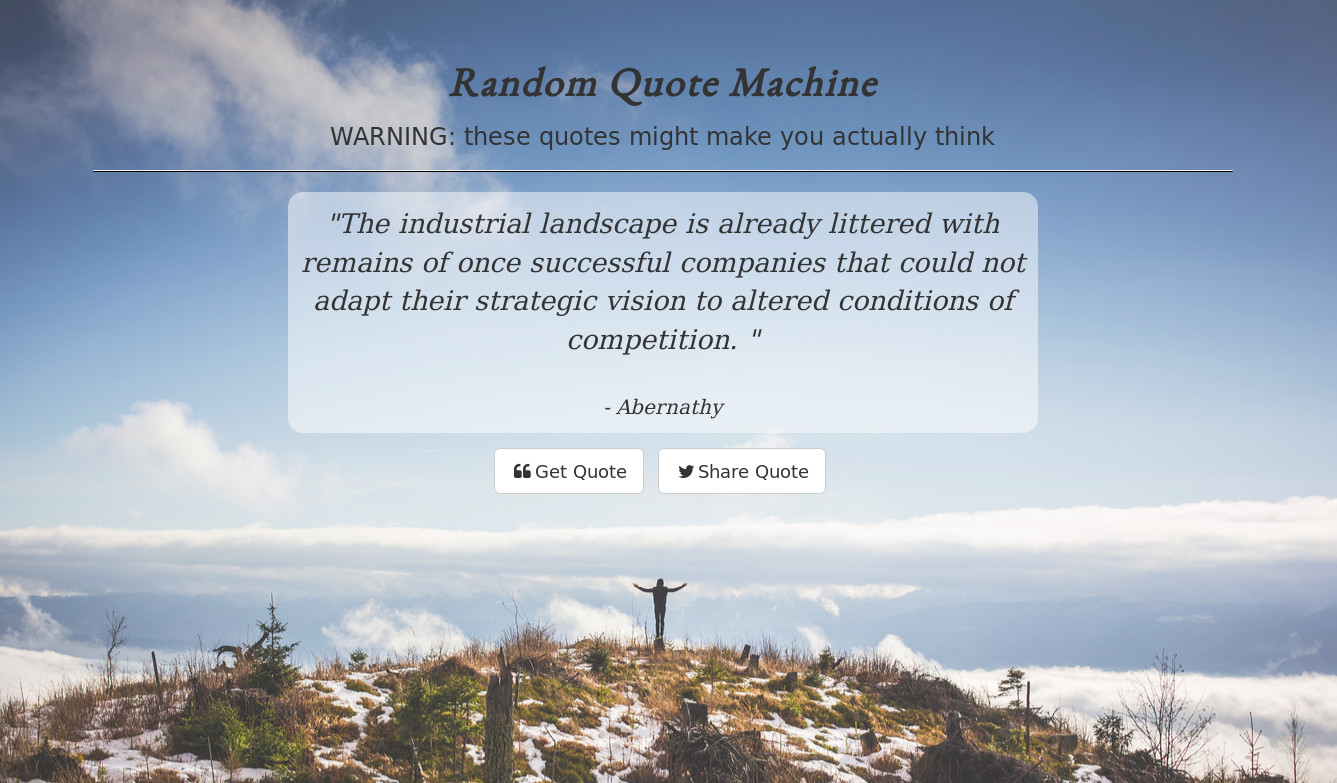 Random Quote Machine
WARNING: these quotes might make you actually think
"The industrial landscape is already littered with
remains of once successful companies that could not
adapt their strategic vision to altered conditions of
competition. "
- Abernathy
Get Quote
Share Quote